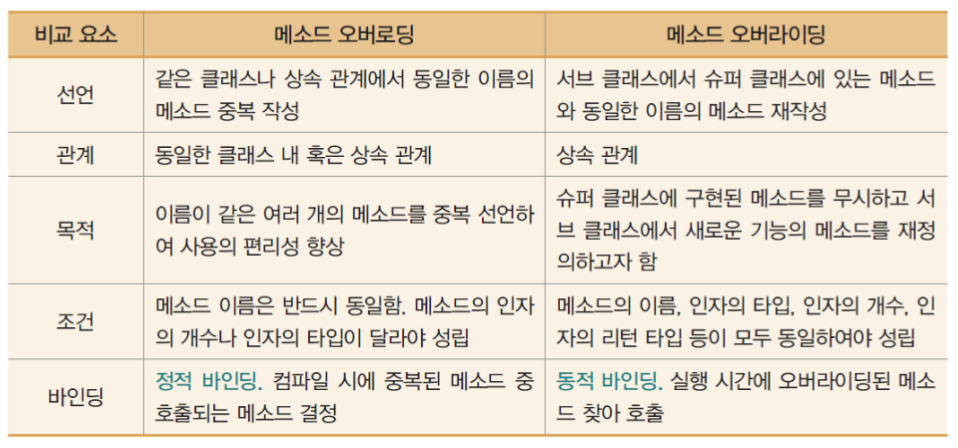 비교 요소 메소드 오버로딩 메소드 오버라이딩
선언
같은 클래스나 상속 관계에서 동일한 이름의
메소드 중복 작성
서브 클래스에서 슈퍼 클래스에 있는 메소드
와 동일한 이름의 메소드 재작성
관계 동일한 클래스 내 혹은 상속 관계 상속 관계
목적
이름이 같은 여러 개의 메소드를 중복 선언하
여 사용의 편리성 향상
슈퍼 클래스에 구현된 메소드를 무시하고 서
브 클래스에서 새로운 기능의 메소드를 재정
의하고자 함
조건
메소드 이름은 반드시 동일함. 메소드의 인자
의 개수나 인자의 타입이 달라야 성립
메소드의 이름, 인자의 타입, 인자의 개수, 인
자의 리턴 타입 등이 모두 동일하여야 성립
바인딩
정적 바인딩. 컴파일 시에 중복된 메소드 중
호출되는 메소드 결정
동적 바인딩. 실행 시간에 오버라이딩된 메소
드 찾아 호출